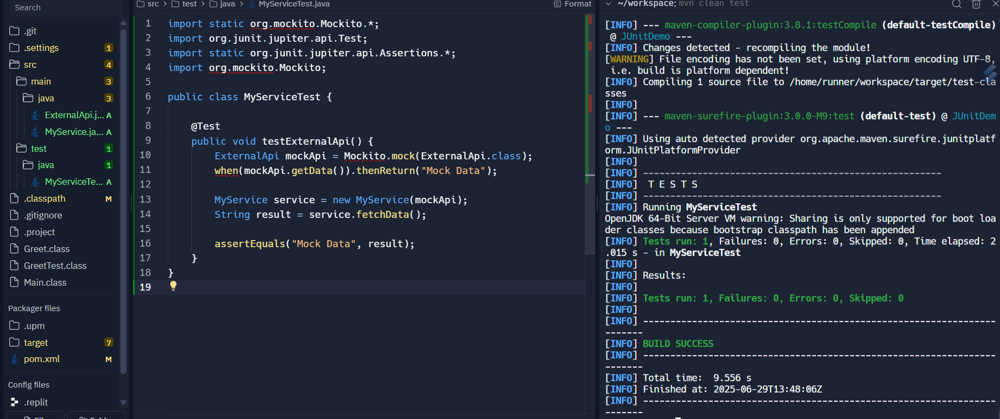 Search
.git
.settings 1
src 4
main 3
java 3
ExternalApi.j... A
MyService.ja... A
test 1
java 1
MyServiceTe... A
.classpath M
.gitignore
.project
Greet.class
GreetTest.class
Main.class
Packager files
.upm
target 7
pom.xml M
Config files
.replit
src > test > java > MyServiceTest.java
Format
1 import static org.mockito.Mockito.*;
2 import org.junit.jupiter.api.Test;
3 import static org.junit.jupiter.api.Assertions.*;
4 import org.mockito.Mockito;
5
6 public class MyServiceTest {
7
8 @Test
9 public void testExternalApi() {
10 ExternalApi mockApi = Mockito.mock(ExternalApi.class);
11 when(mockApi.getData()).thenReturn("Mock Data");
12
13 MyService service = new MyService(mockApi);
14 String result = service.fetchData();
15
16 assertEquals("Mock Data", result);
17 }
18 }
19
~/workspace: mvn clean test
[INFO] --- maven-compiler-plugin:3.8.1:testCompile (default-testCompile)
@ JUnitDemo ---
[INFO] Changes detected - recompiling the module!
[WARNING] File encoding has not been set, using platform encoding UTF-8,
i.e. build is platform dependent!
[INFO] Compiling 1 source file to /home/runner/workspace/target/test-cla
sses
[INFO]
[INFO] --- maven-surefire-plugin:3.0.0-M9:test (default-test) @ JUnitDem
o ---
[INFO] Using auto detected provider org.apache.maven.surefire.junitplatf
orm.JUnitPlatformProvider
[INFO]
[INFO] -------------------------------------------------------
[INFO] T E S T S
[INFO] -------------------------------------------------------
[INFO] Running MyServiceTest
OpenJDK 64-Bit Server VM warning: Sharing is only supported for boot loa
der classes because bootstrap classpath has been appended
[INFO] Tests run: 1, Failures: 0, Errors: 0, Skipped: 0, Time elapsed: 2
.015 s - in MyServiceTest
[INFO]
[INFO] Results:
[INFO]
[INFO] Tests run: 1, Failures: 0, Errors: 0, Skipped: 0
[INFO]
[INFO] -----------------------------------------------------------------
-------
[INFO] BUILD SUCCESS
[INFO] -----------------------------------------------------------------
-------
[INFO] Total time:  9.556 s
[INFO] Finished at: 2025-06-29T13:48:06Z
[INFO] -----------------------------------------------------------------
-------